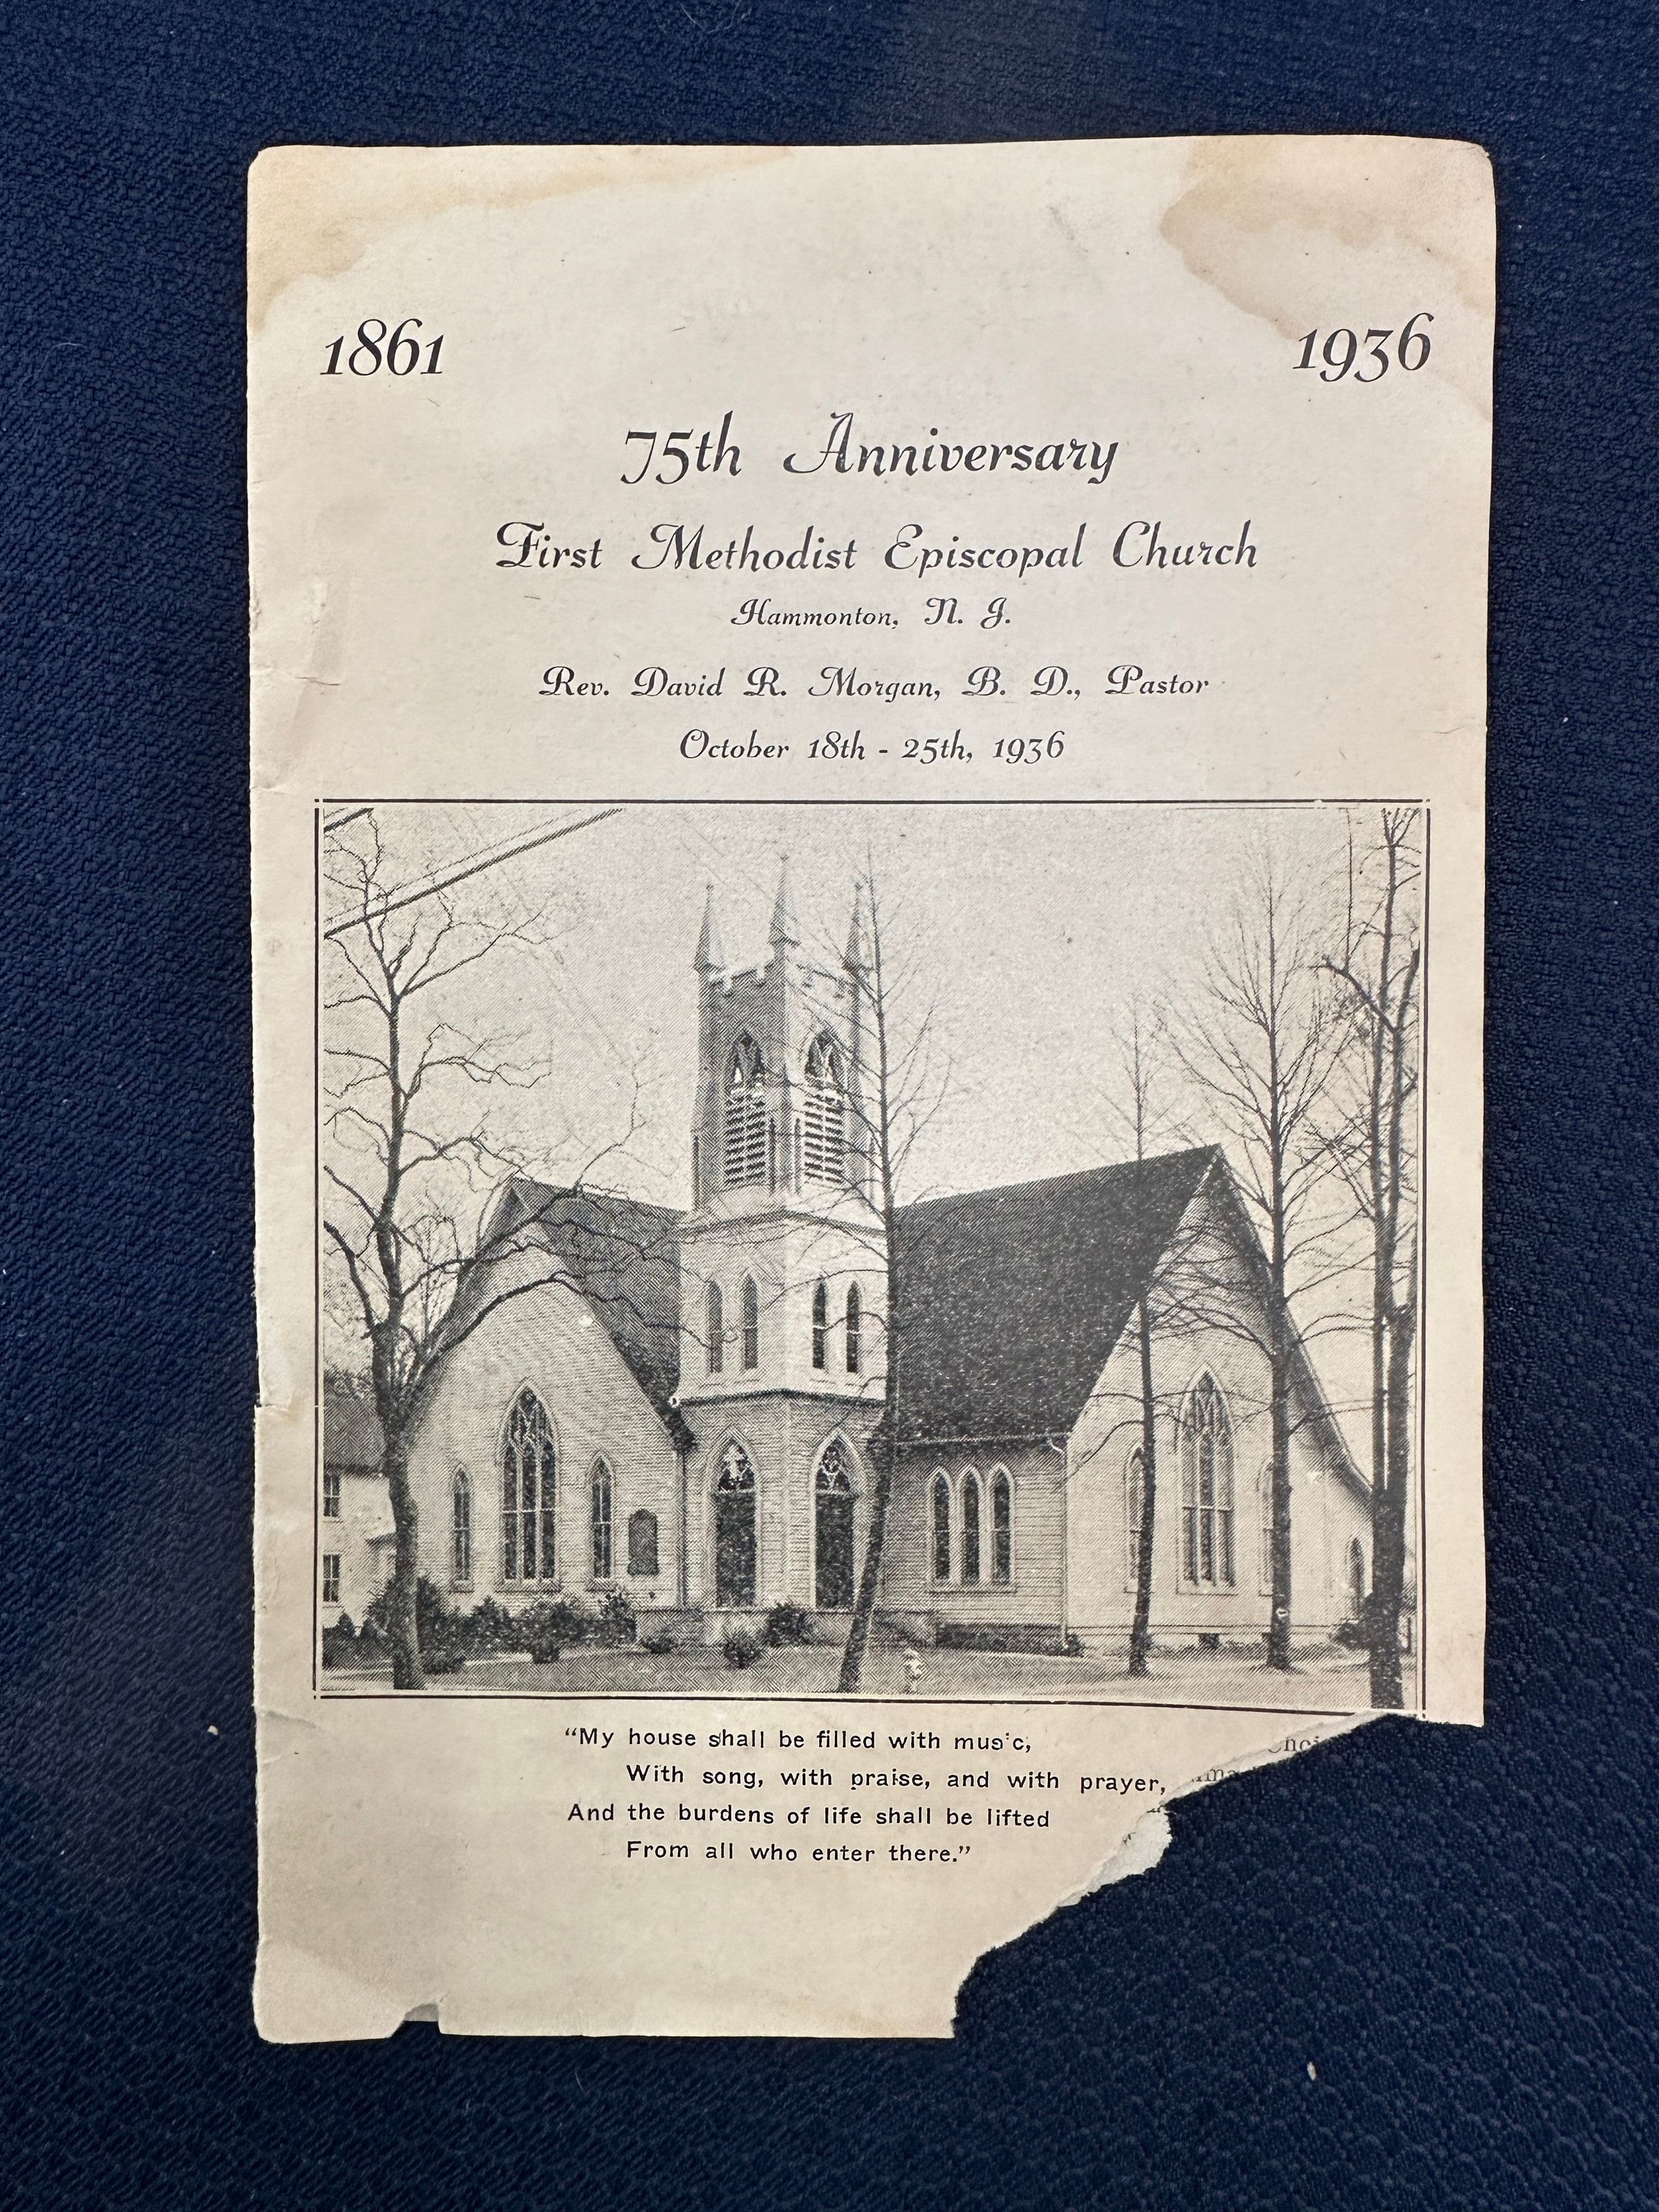 1861 1936
75th Anniversary
First Methodist Episcopal Church
Hammonton, N. J.
Rev. David R. Morgan, B. D., Pastor
October 18th - 25th, 1936
“My house shall be filled with music,
With song, with praise, and with prayer,
And the burdens of life shall be lifted
From all who enter there.”